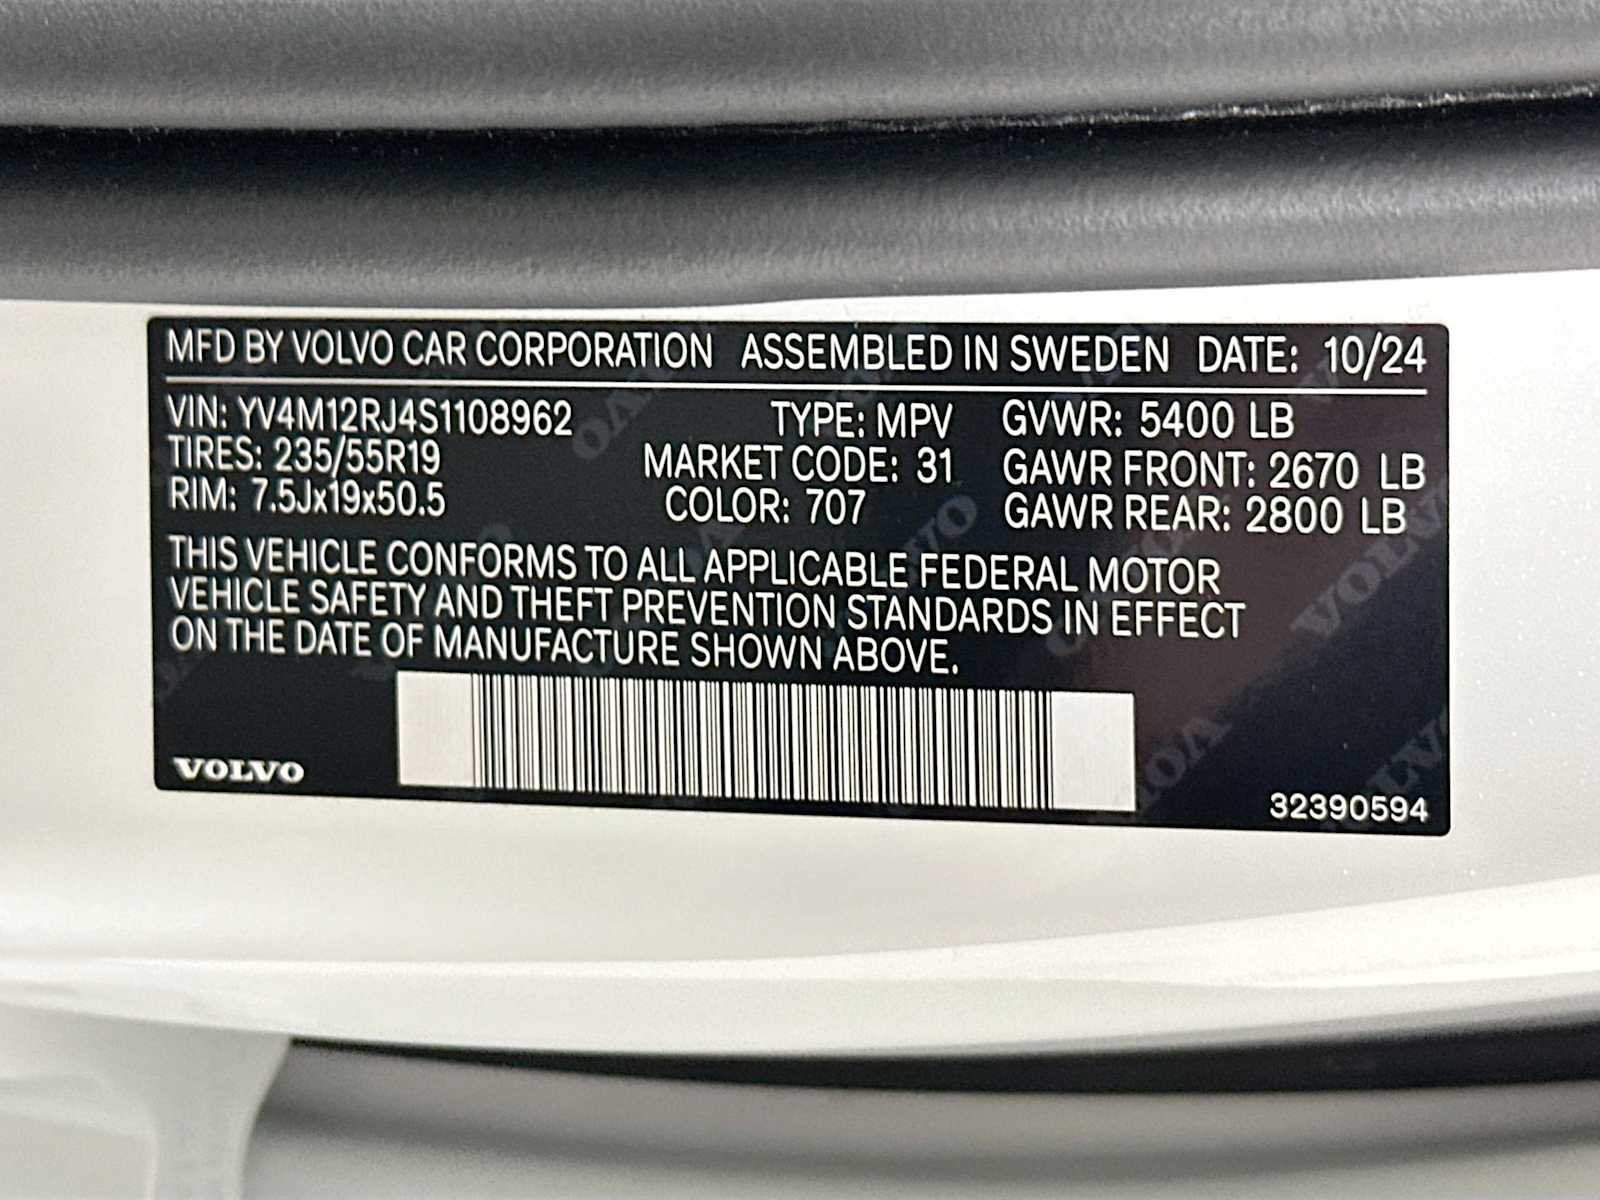 MFD BY VOLVO CAR CORPORATION ASSEMBLED IN SWEDEN DATE: 10/24
VIN: YV4M12RJ4S1108962 TYPE: MPV GVWR: 5400 LB
TIRES: 235/55R19 MARKET CODE: 31 GAWR FRONT: 2670 LB
RIM: 7.5Jx19x50.5 COLOR: 707 GAWR REAR: 2800 LB
THIS VEHICLE CONFORMS TO ALL APPLICABLE FEDERAL MOTOR
VEHICLE SAFETY AND THEFT PREVENTION STANDARDS IN EFFECT
ON THE DATE OF MANUFACTURE SHOWN ABOVE.
VOLVO 32390594